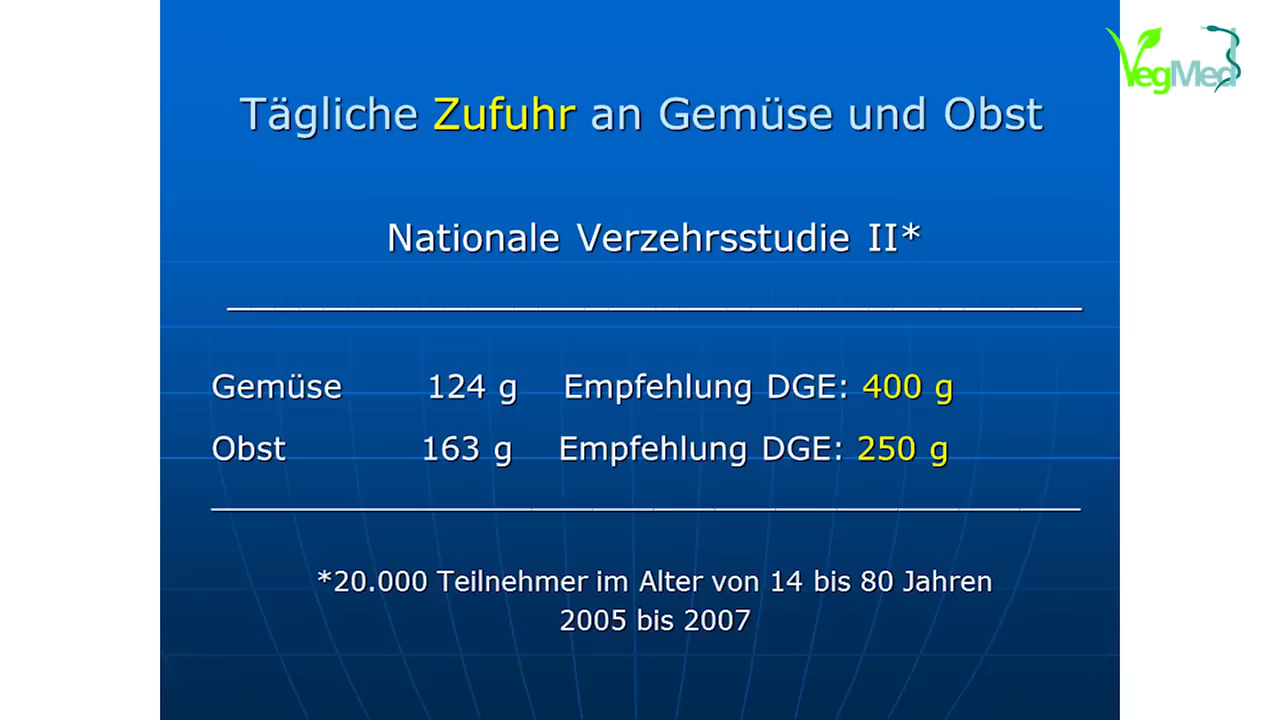 VegMed
Tägliche Zufuhr an Gemüse und Obst
Nationale Verzehrsstudie II*
Gemüse 124 g Empfehlung DGE: 400 g
Obst 163 g Empfehlung DGE: 250 g
*20.000 Teilnehmer im Alter von 14 bis 80 Jahren
2005 bis 2007